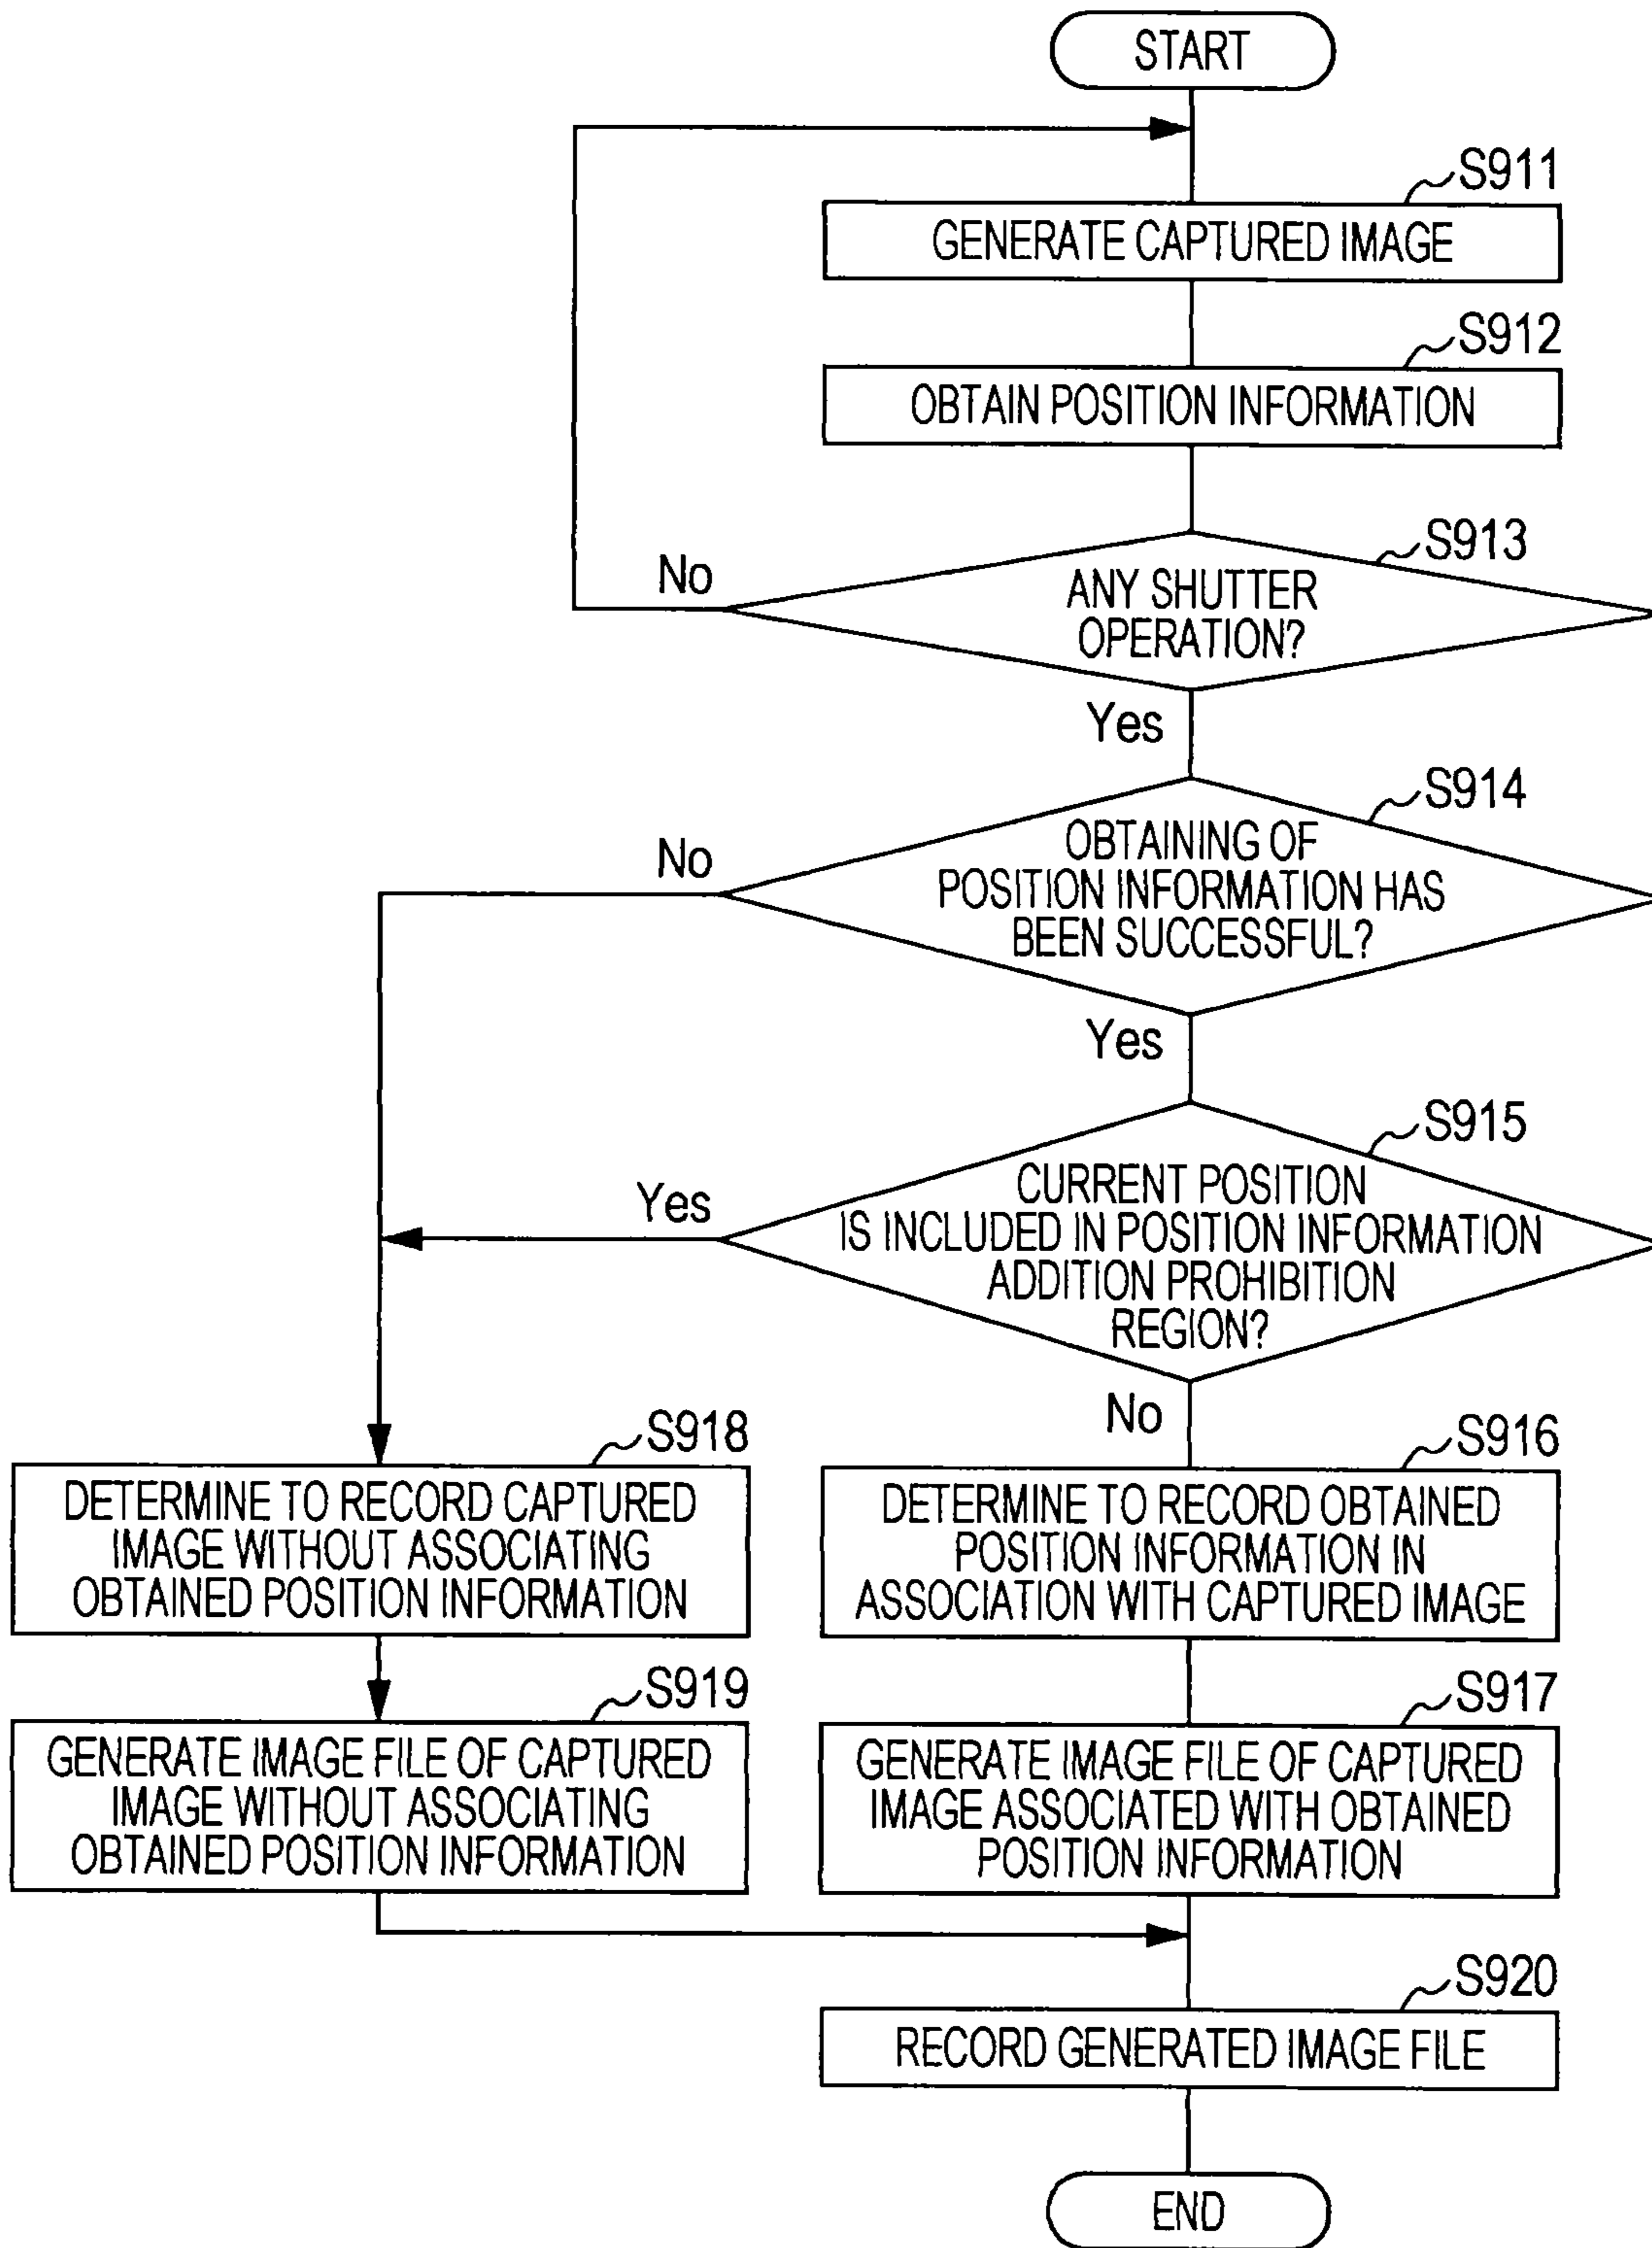 START
S911
GENERATE CAPTURED IMAGE
S912
OBTAIN POSITION INFORMATION
S913
No
ANY SHUTTER
OPERATION?
Yes
S914
No
OBTAINING OF
POSITION INFORMATION HAS
BEEN SUCCESSFUL?
Yes
S915
Yes
CURRENT POSITION
IS INCLUDED IN POSITION INFORMATION
ADDITION PROHIBITION
REGION?
No
S918
DETERMINE TO RECORD CAPTURED
IMAGE WITHOUT ASSOCIATING
OBTAINED POSITION INFORMATION
S916
DETERMINE TO RECORD OBTAINED
POSITION INFORMATION IN
ASSOCIATION WITH CAPTURED IMAGE
S919
GENERATE IMAGE FILE OF CAPTURED
IMAGE WITHOUT ASSOCIATING
OBTAINED POSITION INFORMATION
S917
GENERATE IMAGE FILE OF CAPTURED
IMAGE ASSOCIATED WITH OBTAINED
POSITION INFORMATION
S920
RECORD GENERATED IMAGE FILE
END